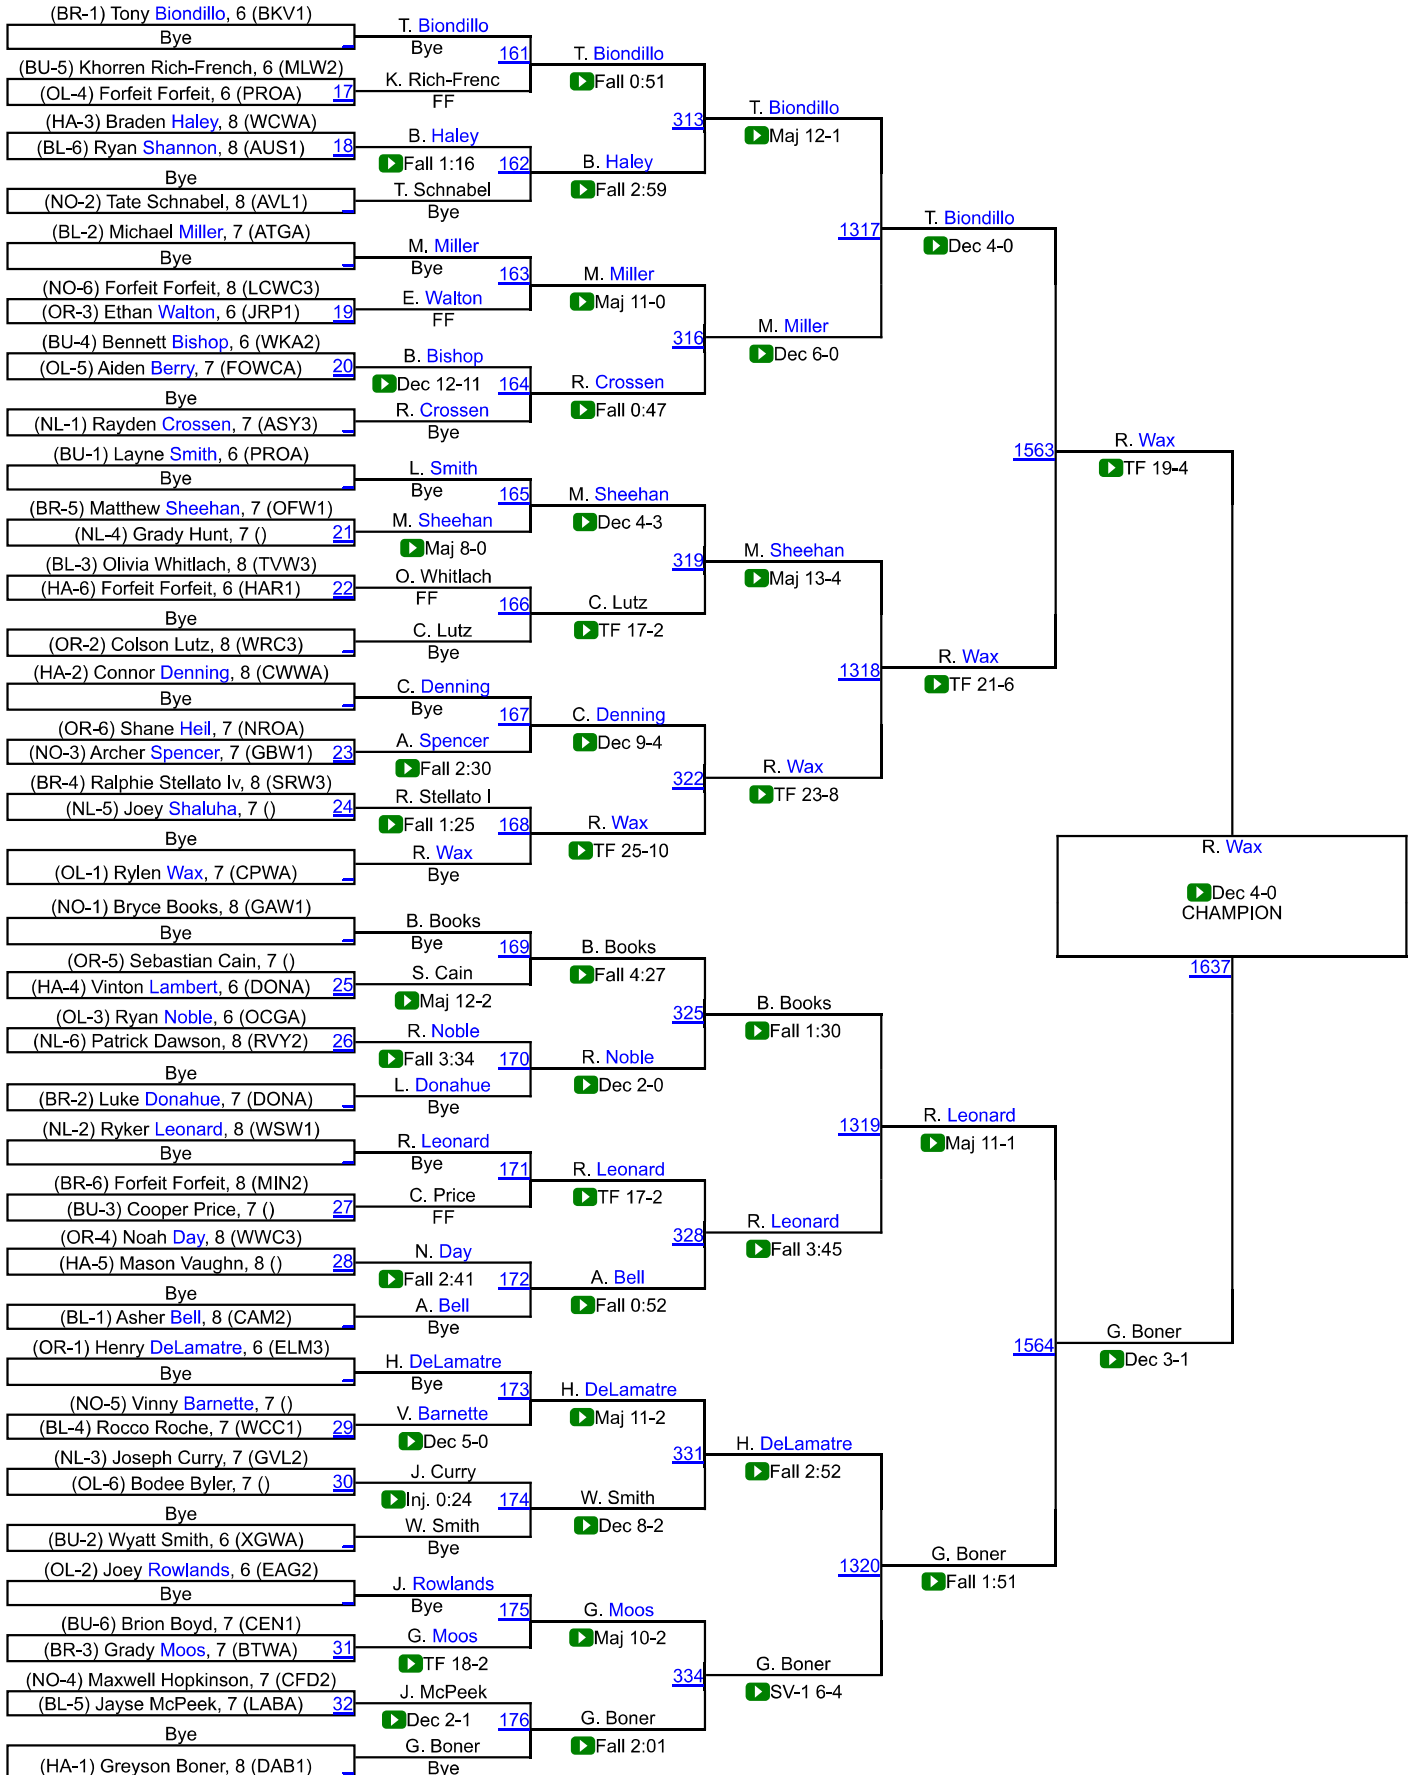 (BR-1) Tony Biondillo, 6 (BKV1)
Bye
(BU-5) Khorren Rich-French, 6 (MLW2)
(OL-4) Forfeit Forfeit, 6 (PROA) 17
(HA-3) Braden Haley, 8 (WCWA)
(BL-6) Ryan Shannon, 8 (AUS1) 18
Bye
(NO-2) Tate Schnabel, 8 (AVL1)
(BL-2) Michael Miller, 7 (ATGA)
Bye
(NO-6) Forfeit Forfeit, 8 (LCWC3)
(OR-3) Ethan Walton, 6 (JRP1) 19
(BU-4) Bennett Bishop, 6 (WKA2)
(OL-5) Aiden Berry, 7 (FOWCA) 20
Bye
(NL-1) Rayden Crossen, 7 (ASY3)
(BU-1) Layne Smith, 6 (PROA)
Bye
(BR-5) Matthew Sheehan, 7 (OFW1)
(NL-4) Grady Hunt, 7 () 21
(BL-3) Olivia Whitlach, 8 (TVW3)
(HA-6) Forfeit Forfeit, 6 (HAR1) 22
Bye
(OR-2) Colson Lutz, 8 (WRC3)
(HA-2) Connor Denning, 8 (CWWA)
Bye
(OR-6) Shane Heil, 7 (NROA)
(NO-3) Archer Spencer, 7 (GBW1) 23
(BR-4) Ralphie Stellato Iv, 8 (SRW3)
(NL-5) Joey Shaluha, 7 () 24
Bye
(OL-1) Rylen Wax, 7 (CPWA)
(NO-1) Bryce Books, 8 (GAW1)
Bye
(OR-5) Sebastian Cain, 7 ()
(HA-4) Vinton Lambert, 6 (DONA) 25
(OL-3) Ryan Noble, 6 (OCGA)
(NL-6) Patrick Dawson, 8 (RVY2) 26
Bye
(BR-2) Luke Donahue, 7 (DONA)
(NL-2) Ryker Leonard, 8 (WSW1)
Bye
(BR-6) Forfeit Forfeit, 8 (MIN2)
(BU-3) Cooper Price, 7 () 27
(OR-4) Noah Day, 8 (WWC3)
(HA-5) Mason Vaughn, 8 () 28
Bye
(BL-1) Asher Bell, 8 (CAM2)
(OR-1) Henry DeLamatre, 6 (ELM3)
Bye
(NO-5) Vinny Barnette, 7 ()
(BL-4) Rocco Roche, 7 (WCC1) 29
(NL-3) Joseph Curry, 7 (GVL2)
(OL-6) Bodee Byler, 7 () 30
Bye
(BU-2) Wyatt Smith, 6 (XGWA)
(OL-2) Joey Rowlands, 6 (EAG2)
Bye
(BU-6) Brion Boyd, 7 (CEN1)
(BR-3) Grady Moos, 7 (BTWA) 31
(NO-4) Maxwell Hopkinson, 7 (CFD2)
(BL-5) Jayse McPeek, 7 (LABA) 32
Bye
(HA-1) Greyson Boner, 8 (DAB1)
T. Biondillo
Bye 161
K. Rich-Frenc
FF
B. Haley
Fall 1:16 162
T. Schnabel
Bye
M. Miller
Bye 163
E. Walton
FF
B. Bishop
Dec 12-11 164
R. Crossen
Bye
L. Smith
Bye 165
M. Sheehan
Maj 8-0
O. Whitlach
FF 166
C. Lutz
Bye
C. Denning
Bye 167
A. Spencer
Fall 2:30
R. Stellato I
Fall 1:25 168
R. Wax
Bye
B. Books
Bye 169
S. Cain
Maj 12-2
R. Noble
Fall 3:34 170
L. Donahue
Bye
R. Leonard
Bye 171
C. Price
FF
N. Day
Fall 2:41 172
A. Bell
Bye
H. DeLamatre
Bye 173
V. Barnette
Dec 5-0
J. Curry
Inj. 0:24 174
W. Smith
Bye
J. Rowlands
Bye 175
G. Moos
TF 18-2
J. McPeek
Dec 2-1 176
G. Boner
Bye
T. Biondillo
Fall 0:51
313
B. Haley
Fall 2:59
M. Miller
Maj 11-0
316
R. Crossen
Fall 0:47
M. Sheehan
Dec 4-3
319
C. Lutz
TF 17-2
C. Denning
Dec 9-4
322
R. Wax
TF 25-10
B. Books
Fall 4:27
325
R. Noble
Dec 2-0
R. Leonard
TF 17-2
328
A. Bell
Fall 0:52
H. DeLamatre
Maj 11-2
331
W. Smith
Dec 8-2
G. Moos
Maj 10-2
334
G. Boner
Fall 2:01
T. Biondillo
Maj 12-1
1317
M. Miller
Dec 6-0
M. Sheehan
Maj 13-4
1318
R. Wax
TF 23-8
B. Books
Fall 1:30
1319
R. Leonard
Fall 3:45
H. DeLamatre
Fall 2:52
1320
G. Boner
SV-1 6-4
T. Biondillo
Dec 4-0
1563
R. Wax
TF 21-6
R. Leonard
Maj 11-1
1564
G. Boner
Fall 1:51
R. Wax
TF 19-4
R. Wax
Dec 4-0
CHAMPION
1637
G. Boner
Dec 3-1